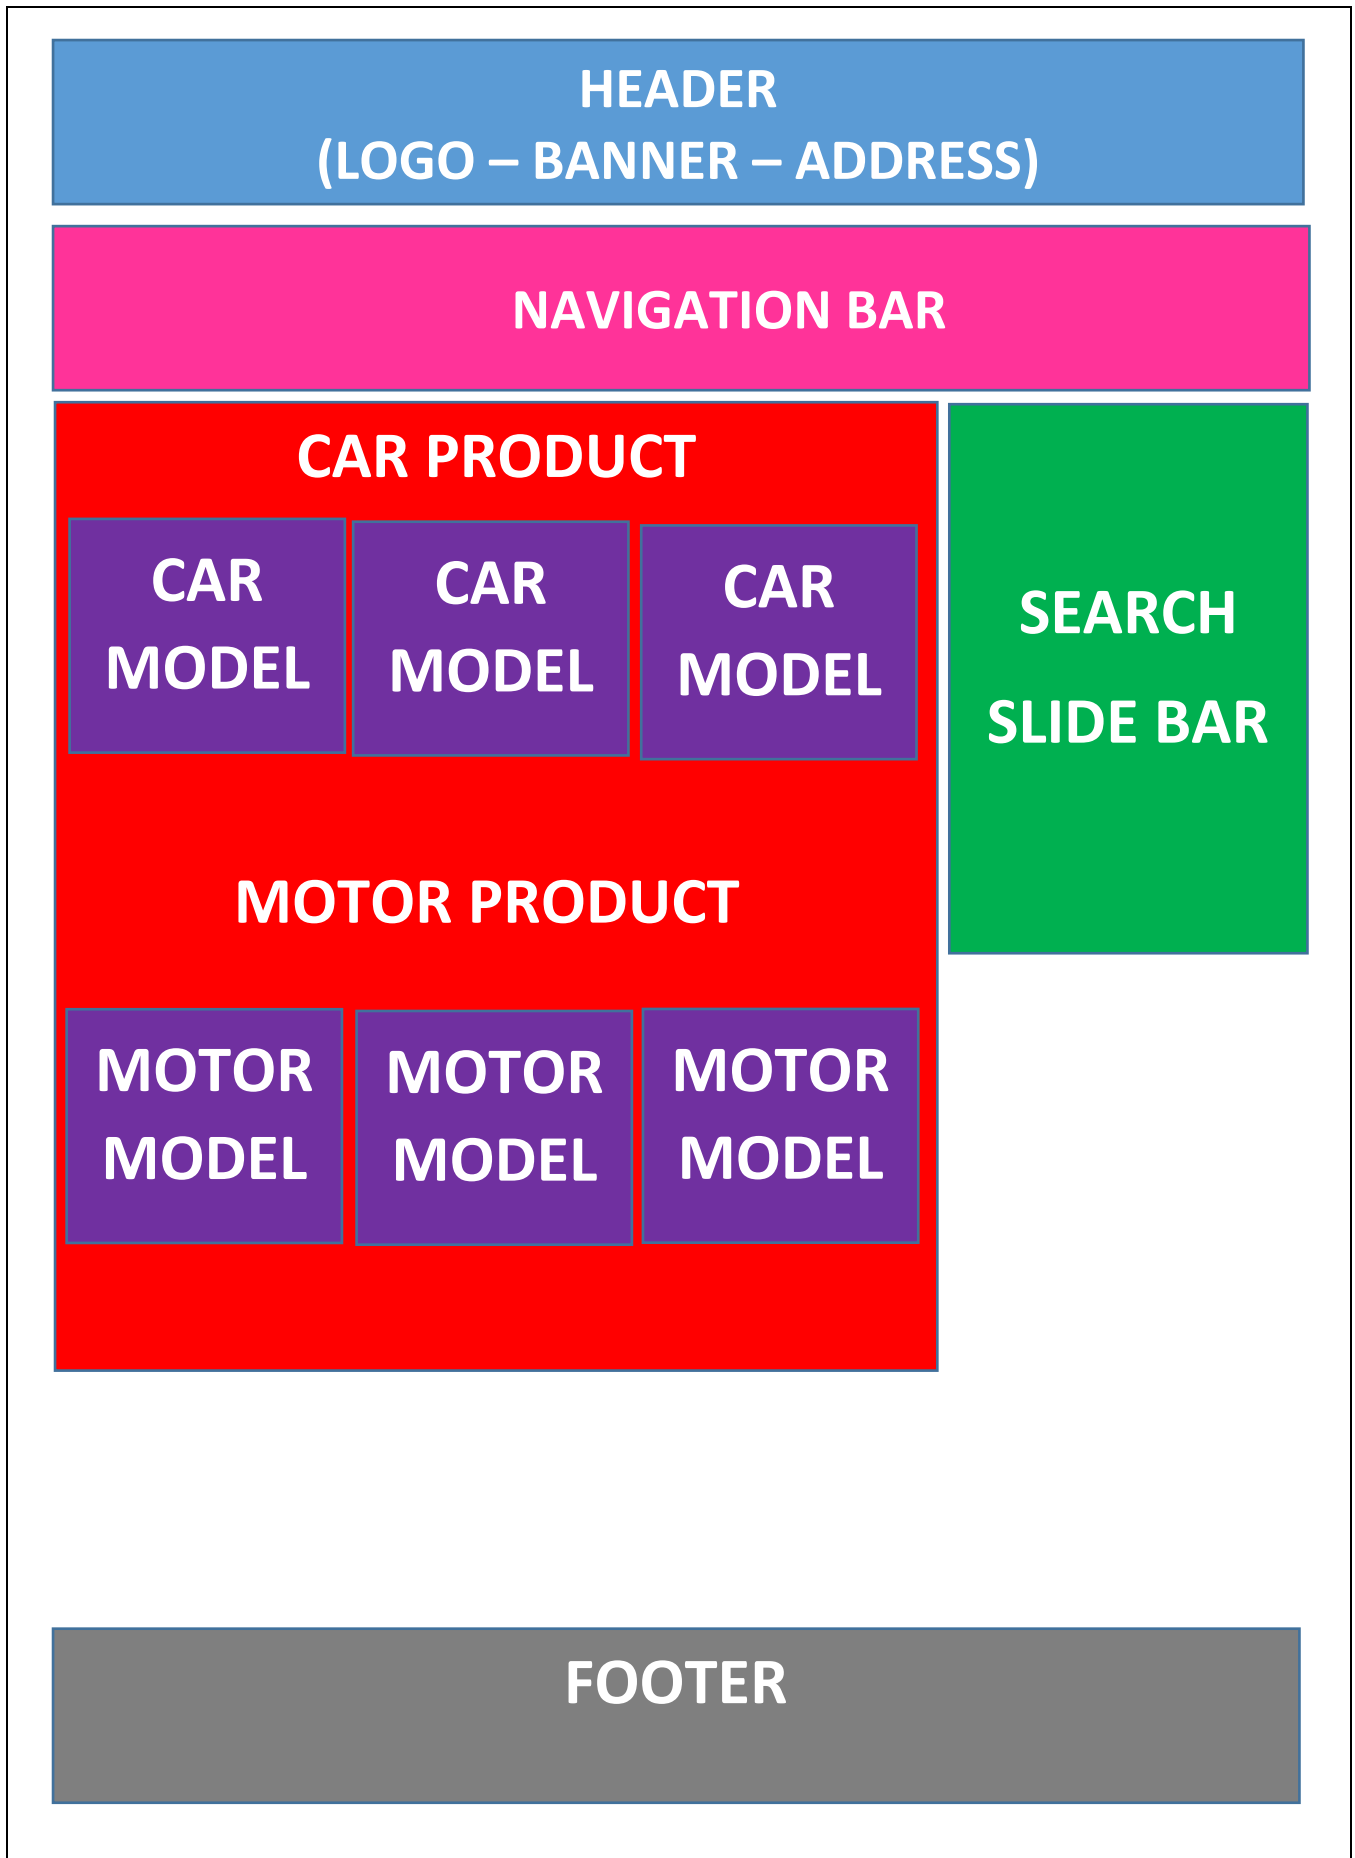 HEADER
(LOGO – BANNER – ADDRESS)
NAVIGATION BAR
CAR PRODUCT
CAR
MODEL
CAR
MODEL
CAR
MODEL
SEARCH
SLIDE BAR
MOTOR PRODUCT
MOTOR
MODEL
MOTOR
MODEL
MOTOR
MODEL
FOOTER